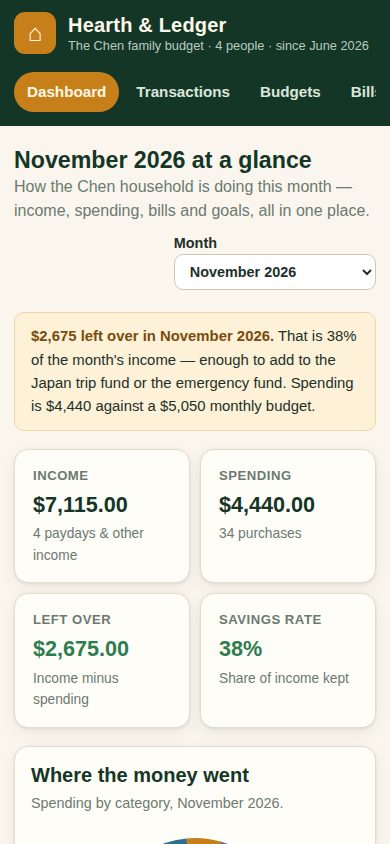 Hearth & Ledger
The Chen family budget · 4 people · since June 2026
Dashboard Transactions Budgets
November 2026 at a glance
How the Chen household is doing this month —
income, spending, bills and goals, all in one place.
Month
November 2026
$2,675 left over in November 2026. That is 38%
of the month's income — enough to add to the
Japan trip fund or the emergency fund. Spending
is $4,440 against a $5,050 monthly budget.
INCOME
$7,115.00
4 paydays & other
income
SPENDING
$4,440.00
34 purchases
LEFT OVER
$2,675.00
Income minus
spending
SAVINGS RATE
38%
Share of income kept
Where the money went
Spending by category, November 2026.